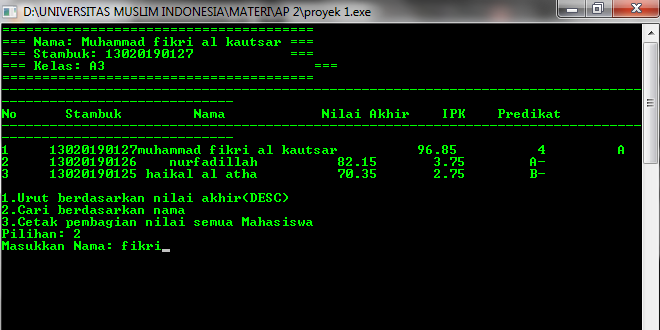 D:\UNIVERSITAS MUSLIM INDONESIA\MATERI\AP 2\proyek 1.exe
=======================================
=== Nama: Muhammad fikri al kautsar ===
=== Stambuk: 13020190127 ===
=== Kelas: A3 ===
=======================================
No Stambuk Nama Nilai Akhir IPK Predikat
1 13020190127muhammad fikri al kautsar 96.85 4 A
2 13020190126 nurfadillah 82.15 3.75 A-
3 13020190125 haikal al atha 70.35 2.75 B-
1.Urut berdasarkan nilai akhir(DESC)
2.Cari berdasarkan nama
3.Cetak pembagian nilai semua Mahasiswa
Pilihan: 2
Masukkan Nama: fikri_